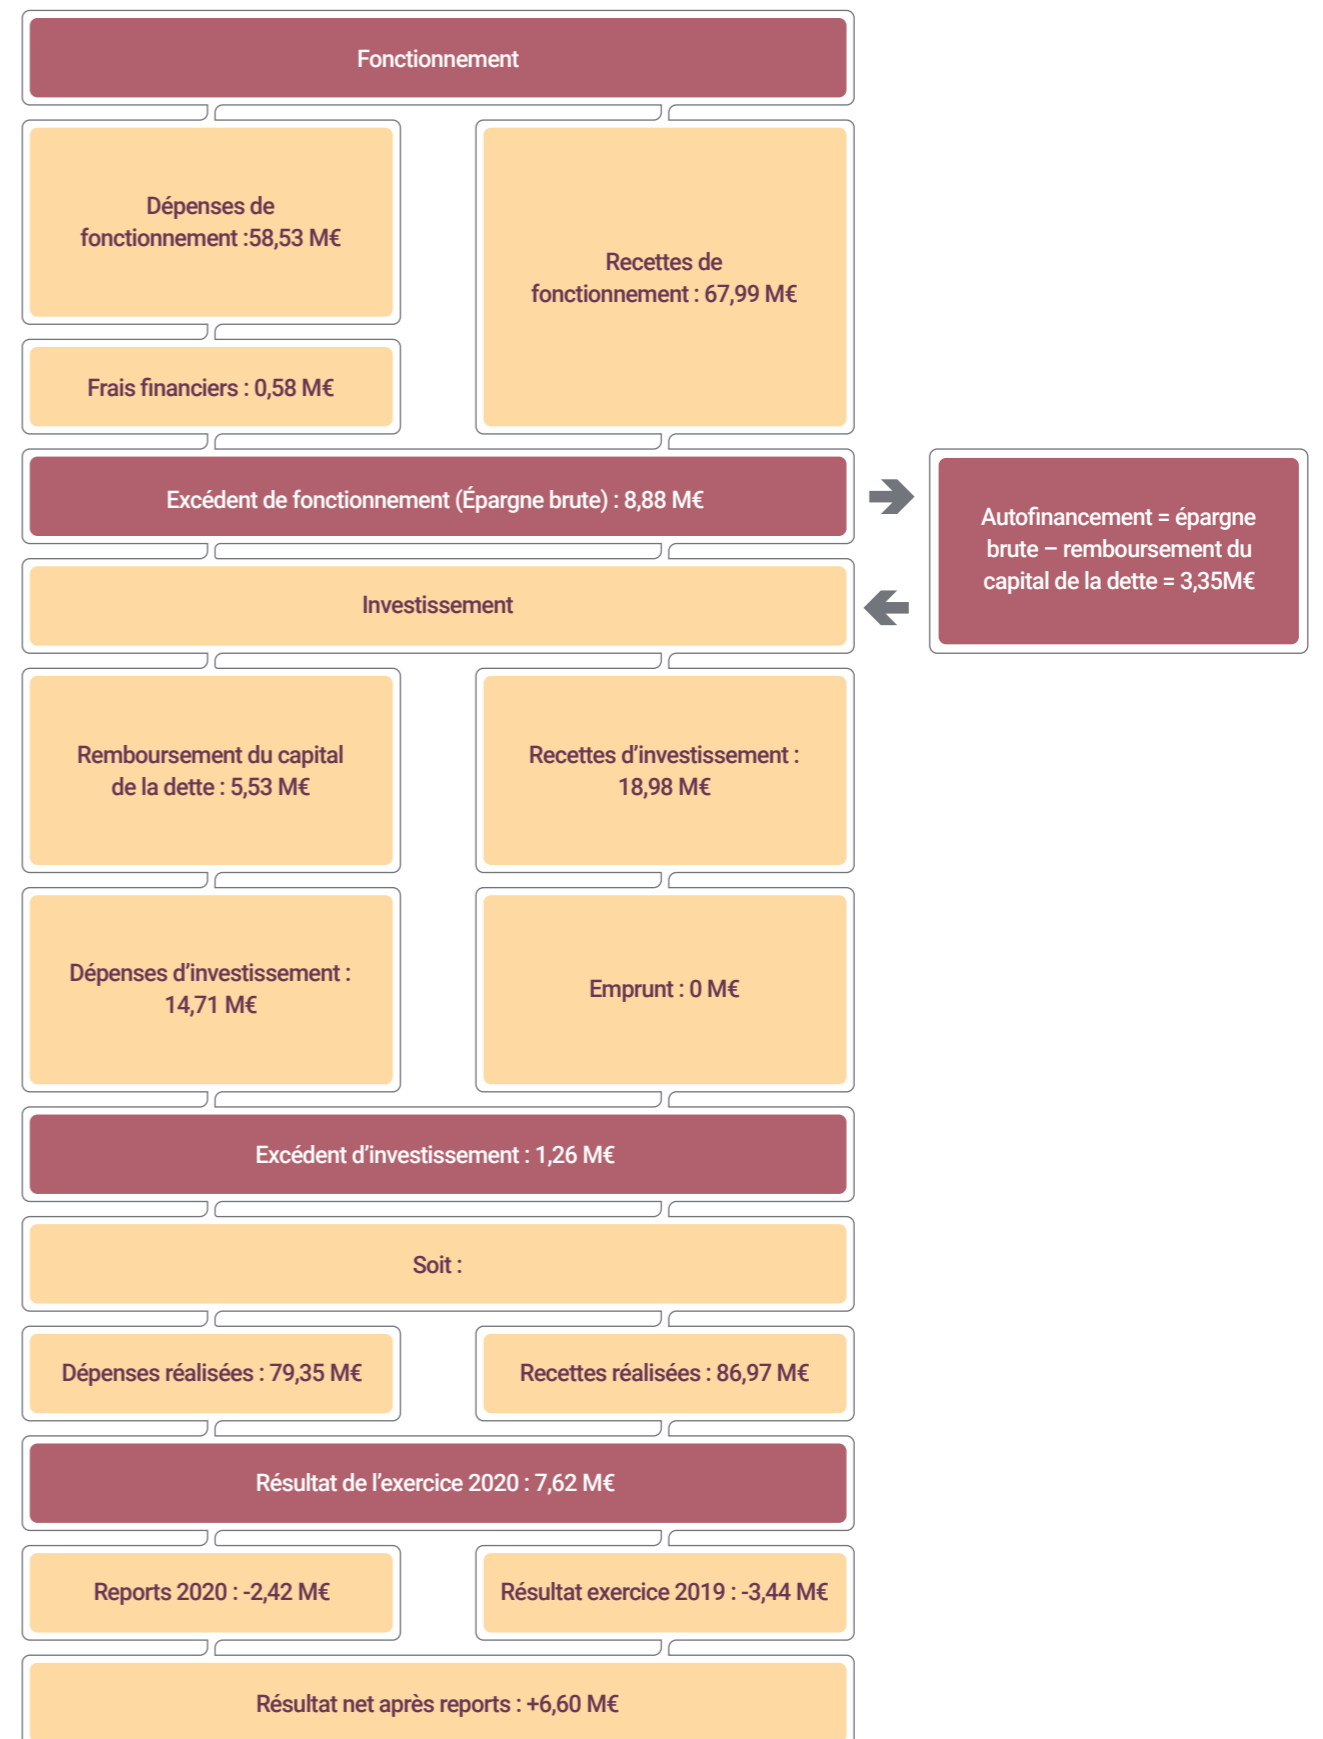 Fonctionnement
Dépenses de
fonctionnement :58,53 M€
Recettes de
fonctionnement : 67,99 M€
Frais financiers : 0,58 M€
Excédent de fonctionnement (Épargne brute) : 8,88 M€
Autofinancement = épargne
brute – remboursement du
capital de la dette = 3,35M€
Investissement
Remboursement du capital
de la dette : 5,53 M€
Recettes d’investissement :
18,98 M€
Dépenses d’investissement :
14,71 M€
Emprunt : 0 M€
Excédent d’investissement : 1,26 M€
Soit :
Dépenses réalisées : 79,35 M€
Recettes réalisées : 86,97 M€
Résultat de l’exercice 2020 : 7,62 M€
Reports 2020 : -2,42 M€
Résultat exercice 2019 : -3,44 M€
Résultat net après reports : +6,60 M€